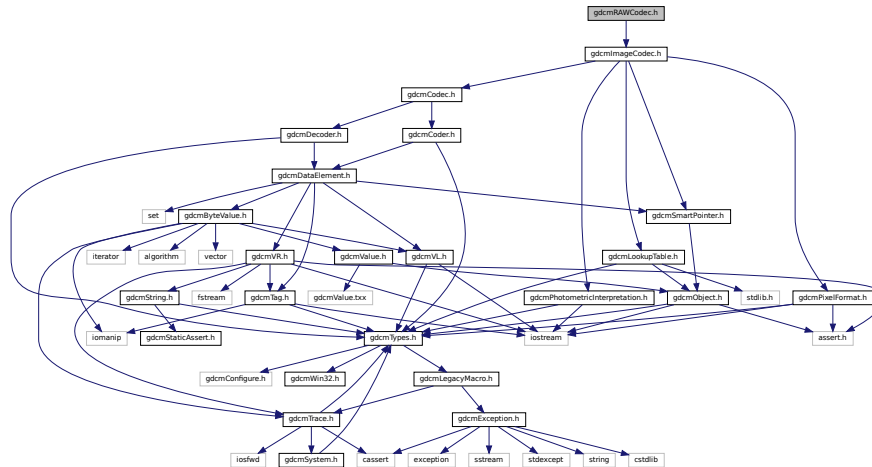 gdcmRAWCodec.h
gdcmImageCodec.h
gdcmCodec.h
gdcmDecoder.h
gdcmCoder.h
gdcmDataElement.h
set
gdcmByteValue.h
gdcmSmartPointer.h
iterator
algorithm
vector
gdcmVR.h
gdcmValue.h
gdcmVL.h
gdcmLookupTable.h
gdcmString.h
fstream
gdcmTag.h
gdcmValue.txx
gdcmPhotometricInterpretation.h
gdcmObject.h
stdlib.h
gdcmPixelFormat.h
iomanip
gdcmStaticAssert.h
gdcmTypes.h
iostream
assert.h
gdcmConfigure.h
gdcmWin32.h
gdcmLegacyMacro.h
gdcmTrace.h
gdcmException.h
iosfwd
gdcmSystem.h
cassert
exception
sstream
stdexcept
string
cstdlib